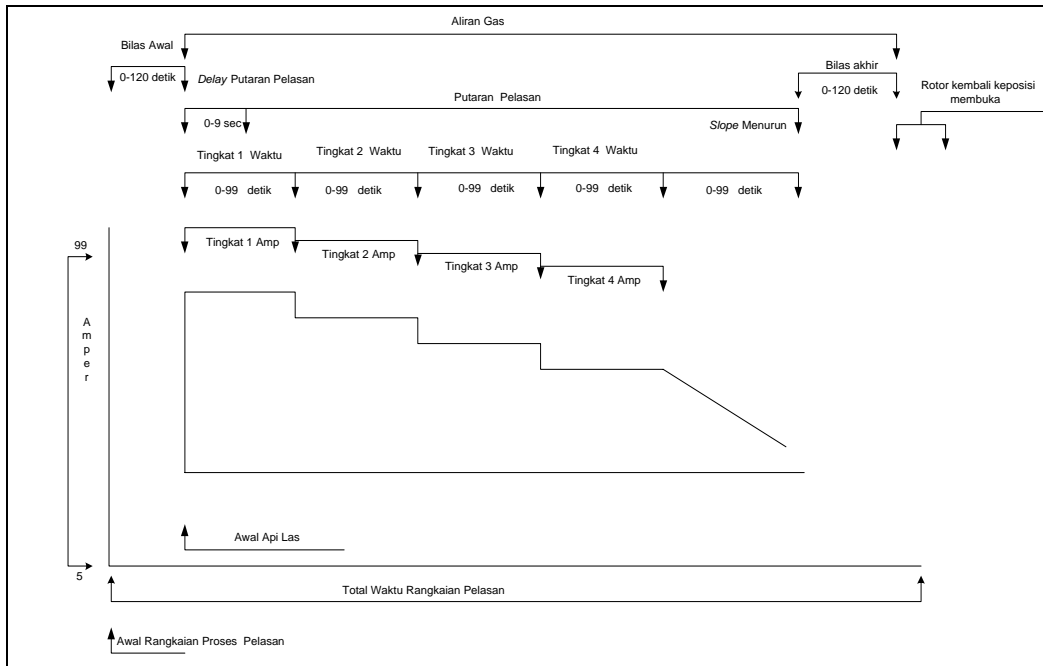 Aliran Gas
Bilas Awal
0-120 detik
Delay Putaran Pelasan
Bilas akhir
0-120 detik
Rotor kembali keposisi
membuka
Putaran Pelasan
0-9 sec
Slope Menurun
Tingkat 1 Waktu
Tingkat 2 Waktu
Tingkat 3 Waktu
Tingkat 4 Waktu
0-99 detik
0-99 detik
0-99 detik
0-99 detik
0-99 detik
99
Tingkat 1 Amp
Tingkat 2 Amp
Tingkat 3 Amp
Tingkat 4 Amp
Amper
Awal Api Las
5
Total Waktu Rangkaian Pelasan
Awal Rangkaian Proses Pelasan